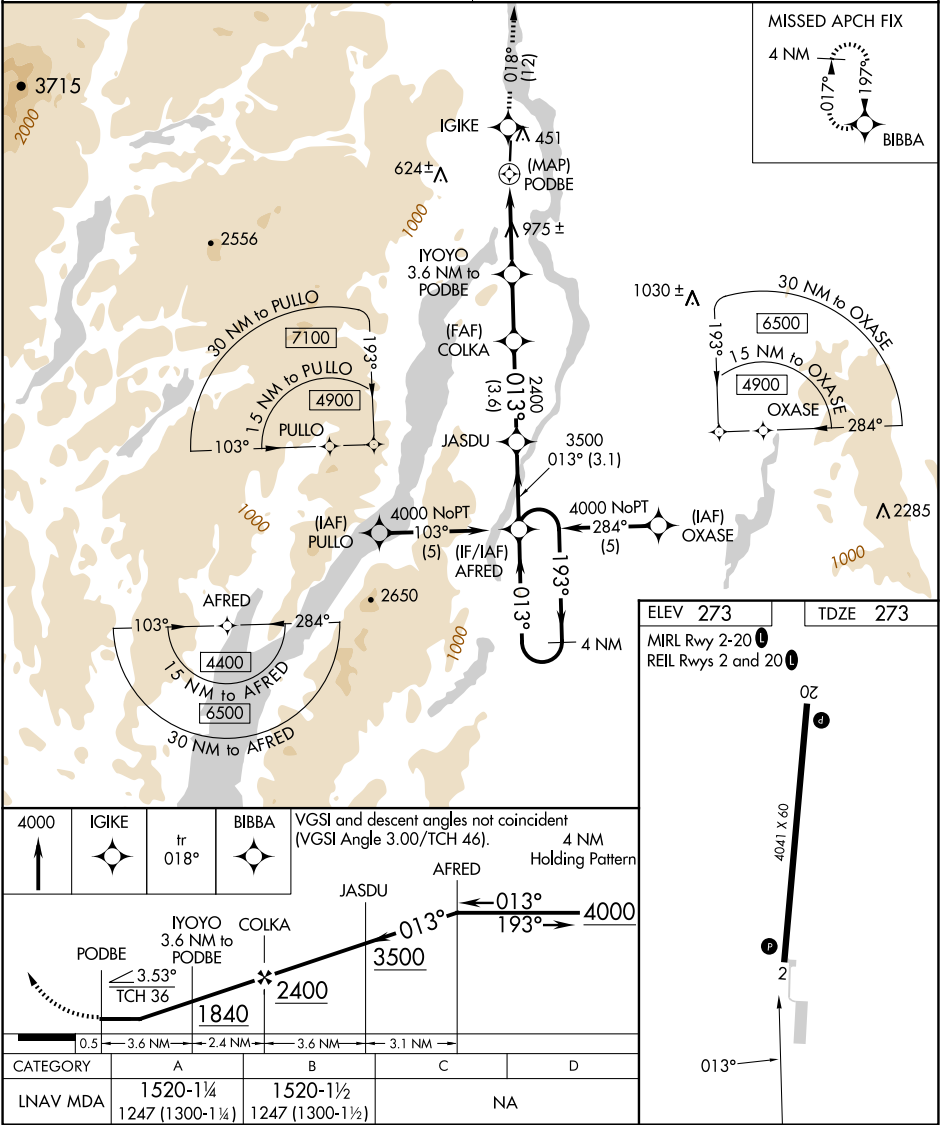 MISSED APCH FIX
4 NM
017°
197°
BIBBA
3715
2000
018°
(12)
IGIKE
451
(MAP)
PODBE
624±
1000
975 ±
2556
IYOYO
3.6 NM to
PODBE
(FAF)
COLKA
30 NM to PULLO
7100
193°
15 NM to PULLO
4900
PULLO
103°
1030 ±
30 NM to OXASE
6500
193°
15 NM to OXASE
4900
OXASE
284°
013°
2400
(3.6)
JASDU
3500
013° (3.1)
1000
(IAF)
PULLO
4000 NoPT
103°
(5)
(IF/IAF)
AFRED
4000 NoPT
284°
(5)
(IAF)
OXASE
2285
1000
013°
193°
4 NM
2650
1000
AFRED
103°
284°
4400
15 NM to AFRED
6500
30 NM to AFRED
ELEV 273
TDZE 273
MIRL Rwy 2-20 L
REIL Rwys 2 and 20 L
20
P
4041 X 60
P
2
013°
4000
IGIKE
tr
018°
BIBBA
VGSI and descent angles not coincident
(VGSI Angle 3.00/TCH 46).
4 NM
Holding Pattern
AFRED
JASDU
COLKA
IYOYO
3.6 NM to
PODBE
PODBE
013°
193°
4000
013°
3500
2400
1840
3.53°
TCH 36
0.5
3.6 NM
2.4 NM
3.6 NM
3.1 NM
CATEGORY A B C D
LNAV MDA
1520-1¼
1247 (1300-1¼)
1520-1½
1247 (1300-1½)
NA